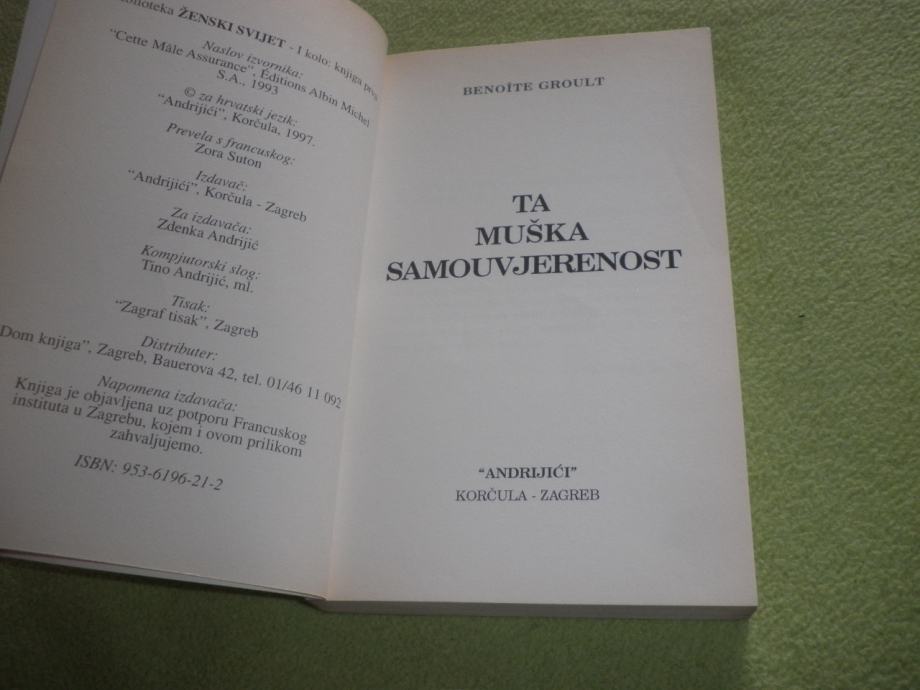 ŽENSKI SVIJET - I kolo: knjiga prva
Naslov izvornika:
"Cette Mâle Assurance", Éditions Albin Michel
S.A., 1993
© za hrvatski jezik:
"Andrijići", Korčula, 1997.
Prevela s francuskog:
Zora Suton
Izdavač:
"Andrijići", Korčula - Zagreb
Za izdavača:
Zdenka Andrijić
Kompjutorski slog:
Tino Andrijić, ml.
Tisak:
"Zagraf tisak", Zagreb
Distributer:
Dom knjiga", Zagreb, Bauerova 42, tel. 01/46 11 092
Napomena izdavača:
Knjiga je objavljena uz potporu Francuskog
instituta u Zagrebu, kojem i ovom prilikom
zahvaljujemo.
ISBN: 953-6196-21-2
BENOÎTE GROULT
TA
MUŠKA
SAMOUVJERENOST
"ANDRIJIĆI"
KORČULA - ZAGREB